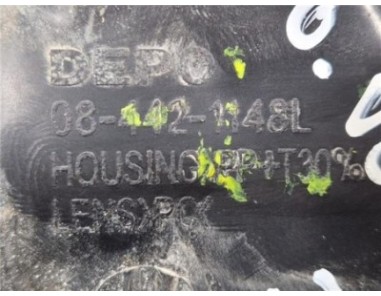 DEPO
08-442-1148L
HOUSING>PP+T30%
LENS>PC<